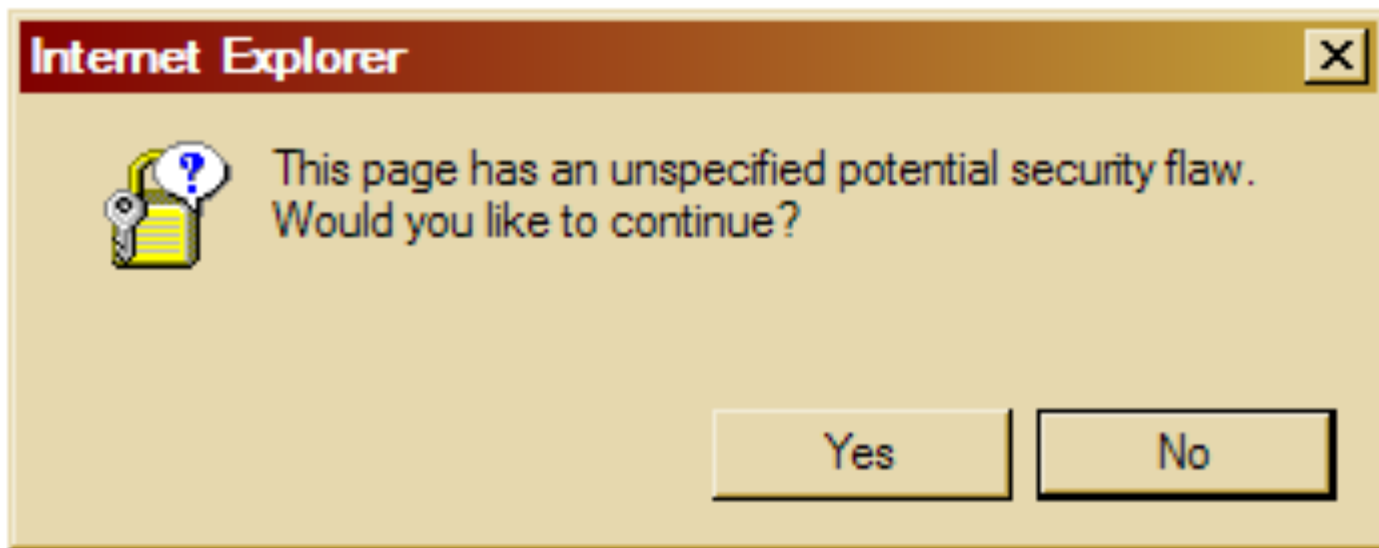 Internet Explorer
This page has an unspecified potential security flaw.
Would you like to continue?
Yes No